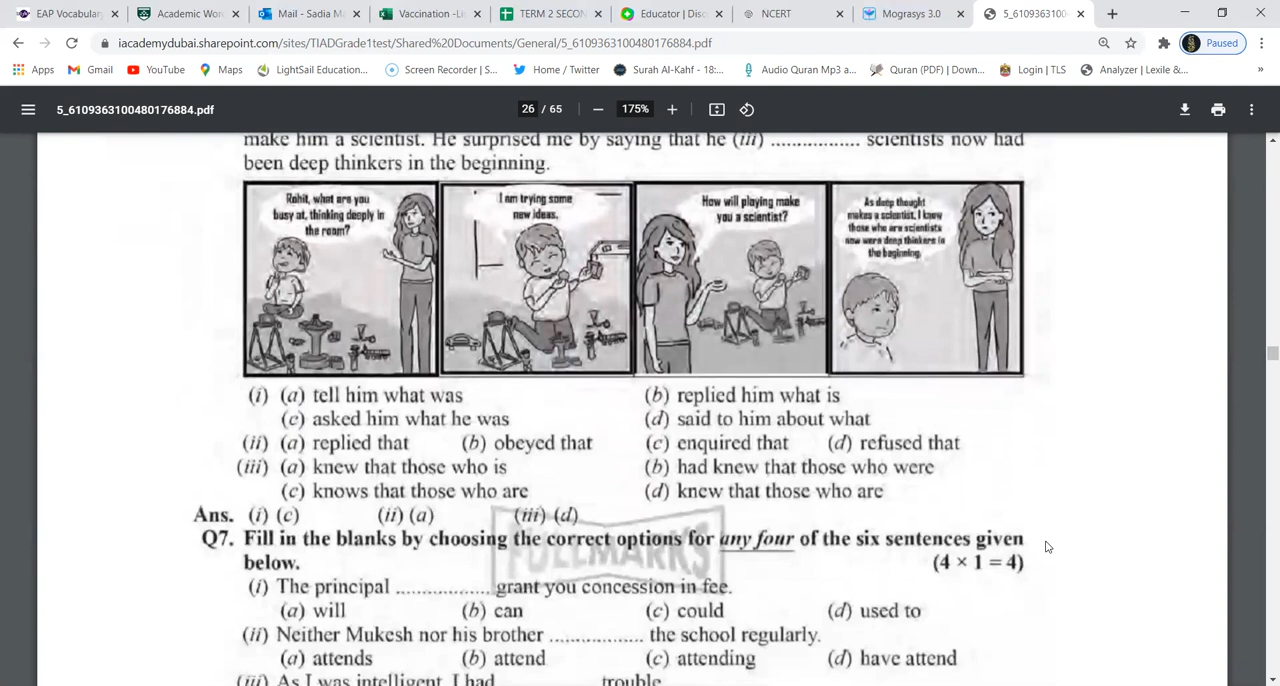 EAP Vocabulary
Academic Wor
Mail - Sadia M
Vaccination -Li
TERM 2 SECON
Educator | Disc
NCERT
Mograsys 3.0
5_6109363100
iacademydubai.sharepoint.com/sites/TIADGrade1test/Shared%20Documents/General/5_6109363100480176884.pdf
Paused
Apps
Gmail
YouTube
Maps
LightSail Education...
Screen Recorder | S...
Home / Twitter
Surah Al-Kahf - 18:...
Audio Quran Mp3 a...
Quran (PDF) | Down...
Login | TLS
Analyzer | Lexile &...
»
5_6109363100480176884.pdf
26 / 65
175%
make him a scientist. He surprised me by saying that he (iii) ................. scientists now had
been deep thinkers in the beginning.
Rohit, what are you
busy at, thinking deeply in
the room?
I am trying some
new ideas.
How will playing make
you a scientist?
As deep thought
makes a scientist, I knew
those who are scientists
now were deep thinkers in
the beginning.
(i) (a) tell him what was (b) replied him what is
(c) asked him what he was (d) said to him about what
(ii) (a) replied that (b) obeyed that (c) enquired that (d) refused that
(iii) (a) knew that those who is (b) had knew that those who were
(c) knows that those who are (d) knew that those who are
Ans. (i) (c) (ii) (a) (iii) (d)
FULLMARKS
Q7. Fill in the blanks by choosing the correct options for any four of the six sentences given
below. (4 × 1 = 4)
(i) The principal .................. grant you concession in fee.
(a) will (b) can (c) could (d) used to
(ii) Neither Mukesh nor his brother .................. the school regularly.
(a) attends (b) attend (c) attending (d) have attend
(iii) As I was intelligent, I had .................. trouble